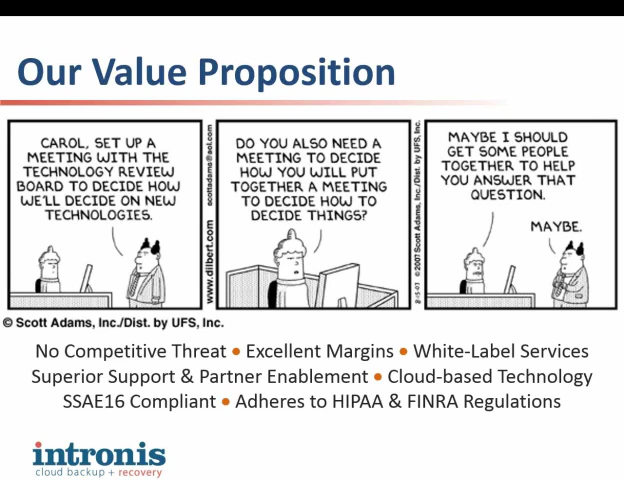 Our Value Proposition
CAROL, SET UP A
MEETING WITH THE
TECHNOLOGY REVIEW
BOARD TO DECIDE HOW
WE'LL DECIDE ON NEW
TECHNOLOGIES.
www.dilbert.com scottadams@aol.com
DO YOU ALSO NEED A
MEETING TO DECIDE
HOW YOU WILL PUT
TOGETHER A MEETING
TO DECIDE HOW TO
DECIDE THINGS?
8-15-07 ©2007 Scott Adams, Inc./Dist. by UFS, Inc.
MAYBE I SHOULD
GET SOME PEOPLE
TOGETHER TO HELP
YOU ANSWER THAT
QUESTION.
MAYBE.
© Scott Adams, Inc./Dist. by UFS, Inc.
No Competitive Threat • Excellent Margins • White-Label Services
Superior Support & Partner Enablement • Cloud-based Technology
SSAE16 Compliant • Adheres to HIPAA & FINRA Regulations
intronis
cloud backup + recovery